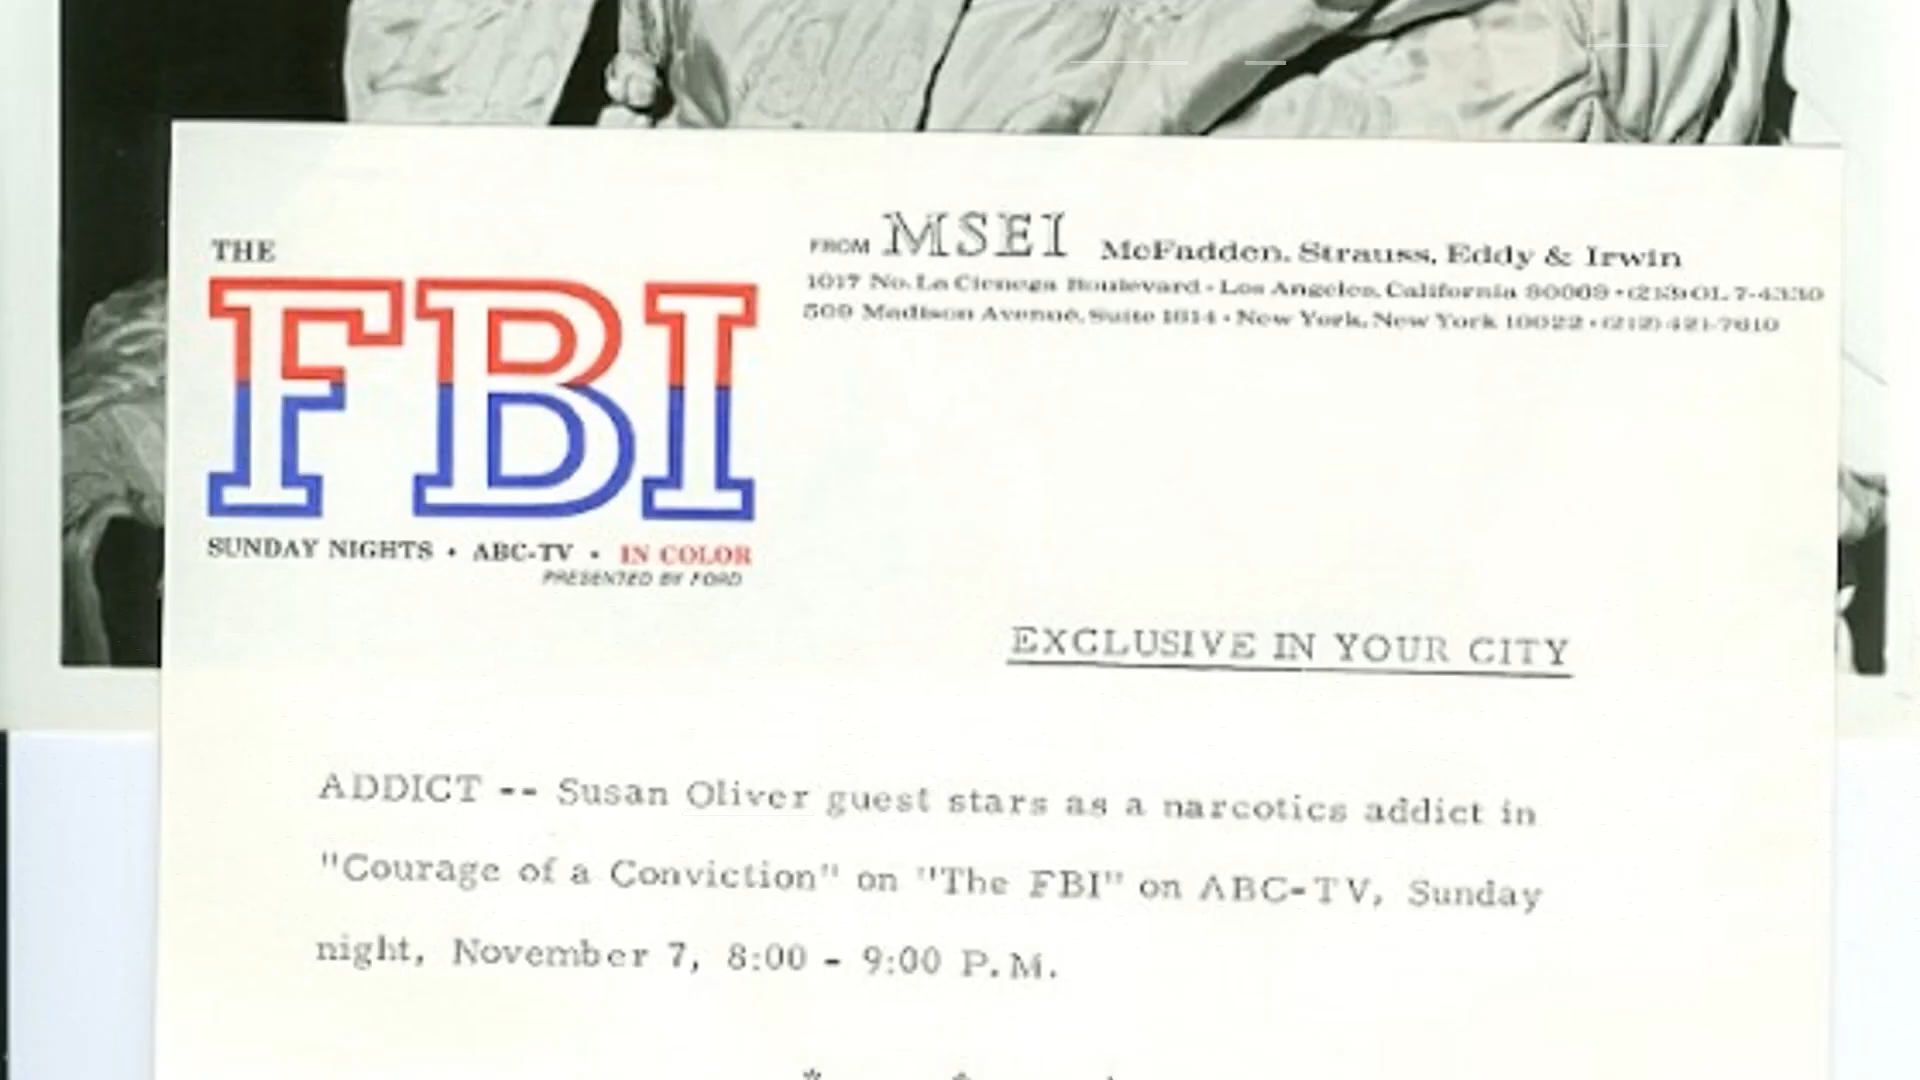 THE
FBI
SUNDAY NIGHTS • ABC-TV • IN COLOR
PRESENTED BY FORD
FROM MSEI McFadden, Strauss, Eddy & Irwin
1017 No. La Cienega Boulevard • Los Angeles, California 90069 • (213) OL 7-4330
509 Madison Avenue, Suite 1614 • New York, New York 10022 • (212) 421-7610
EXCLUSIVE IN YOUR CITY
ADDICT -- Susan Oliver guest stars as a narcotics addict in
"Courage of a Conviction" on "The FBI" on ABC-TV, Sunday
night, November 7, 8:00 - 9:00 P.M.